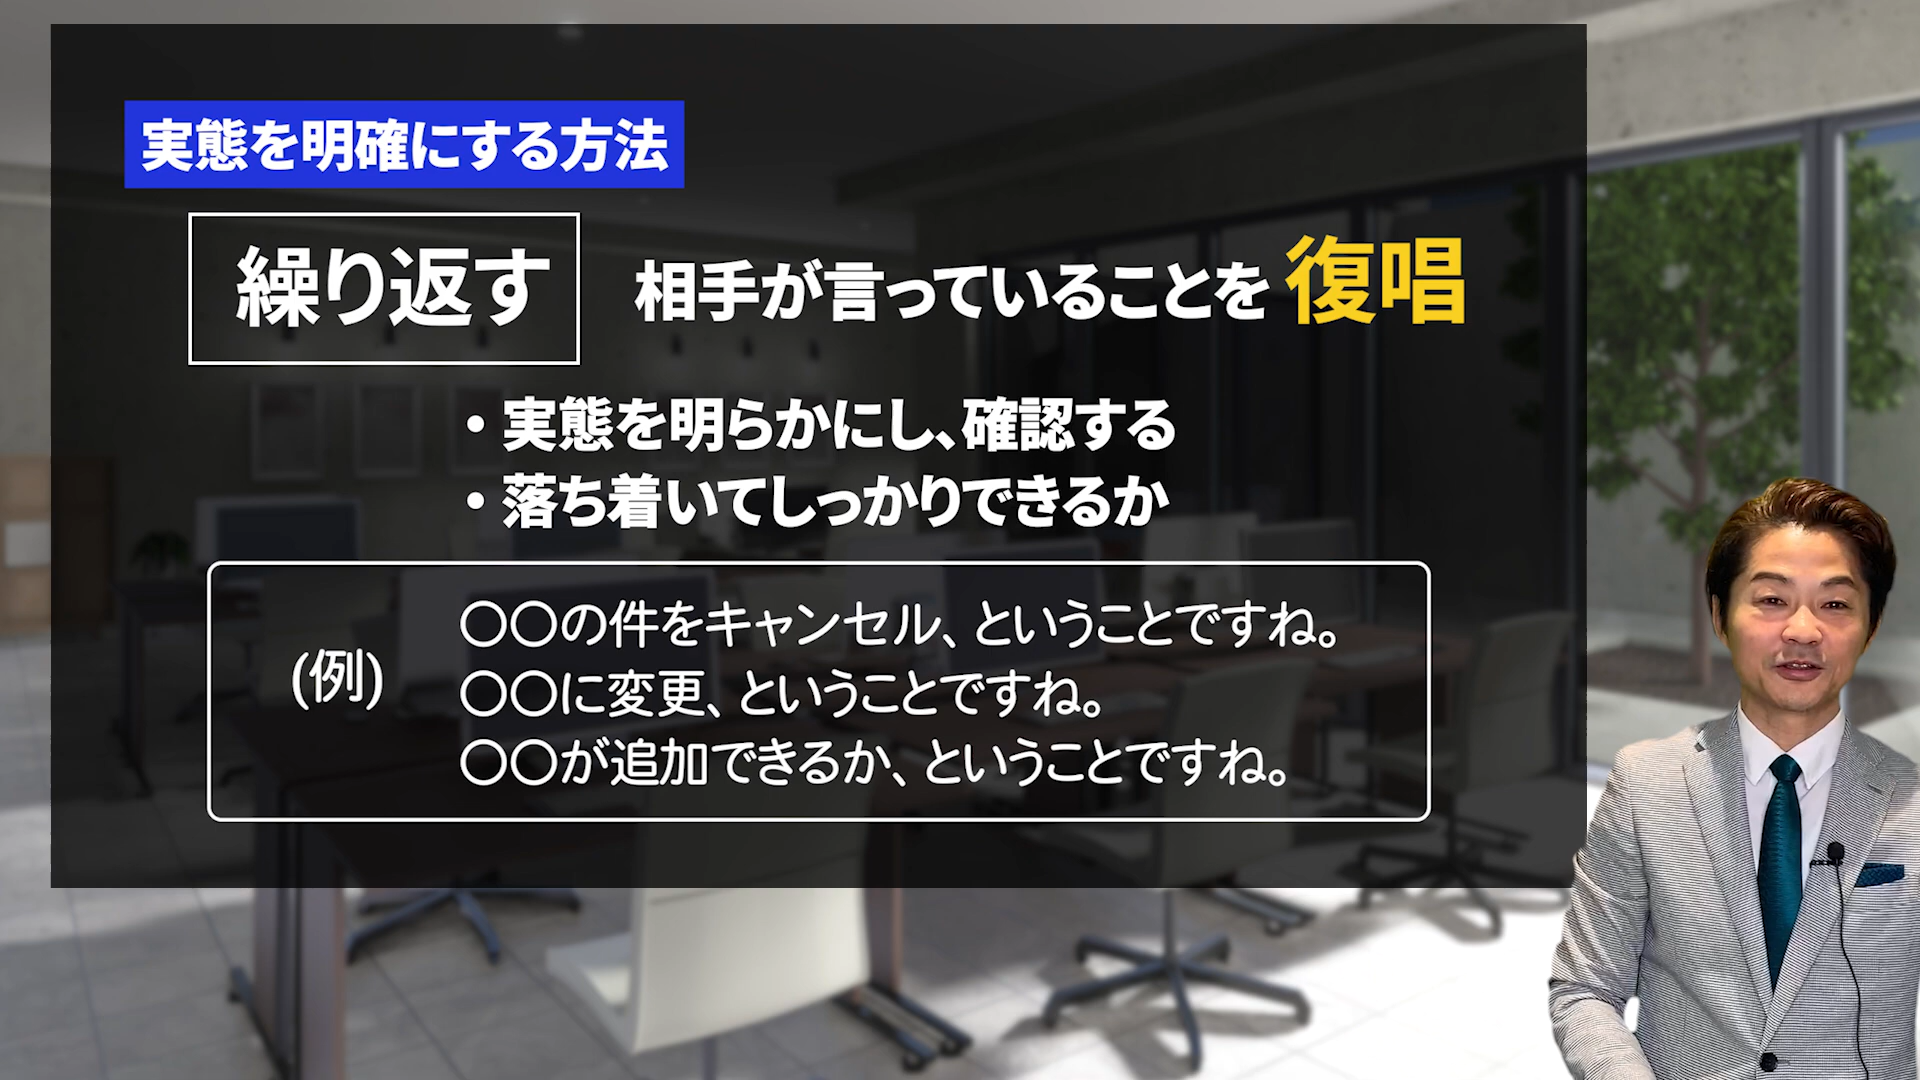 実態を明確にする方法
繰り返す 相手が言っていることを復唱
・実態を明らかにし、確認する
・落ち着いてしっかりできるか
(例)
〇〇の件をキャンセル、ということですね。
〇〇に変更、ということですね。
〇〇が追加できるか、ということですね。